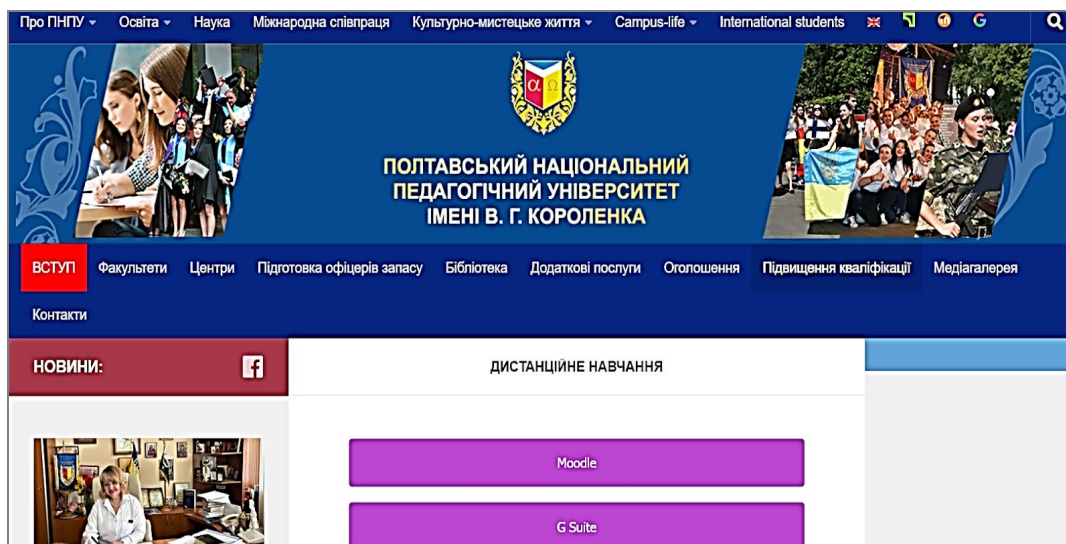 Про ПНПУ Освіта Наука Міжнародна співпраця Культурно-мистецьке життя Campus-life International students
α Ω
ПОЛТАВСЬКИЙ НАЦІОНАЛЬНИЙ
ПЕДАГОГІЧНИЙ УНІВЕРСИТЕТ
ІМЕНІ В. Г. КОРОЛЕНКА
ВСТУП Факультети Центри Підготовка офіцерів запасу Бібліотека Додаткові послуги Оголошення Підвищення кваліфікації Медіагалерея
Контакти
НОВИНИ:
ДИСТАНЦІЙНЕ НАВЧАННЯ
Moodle
G Suite